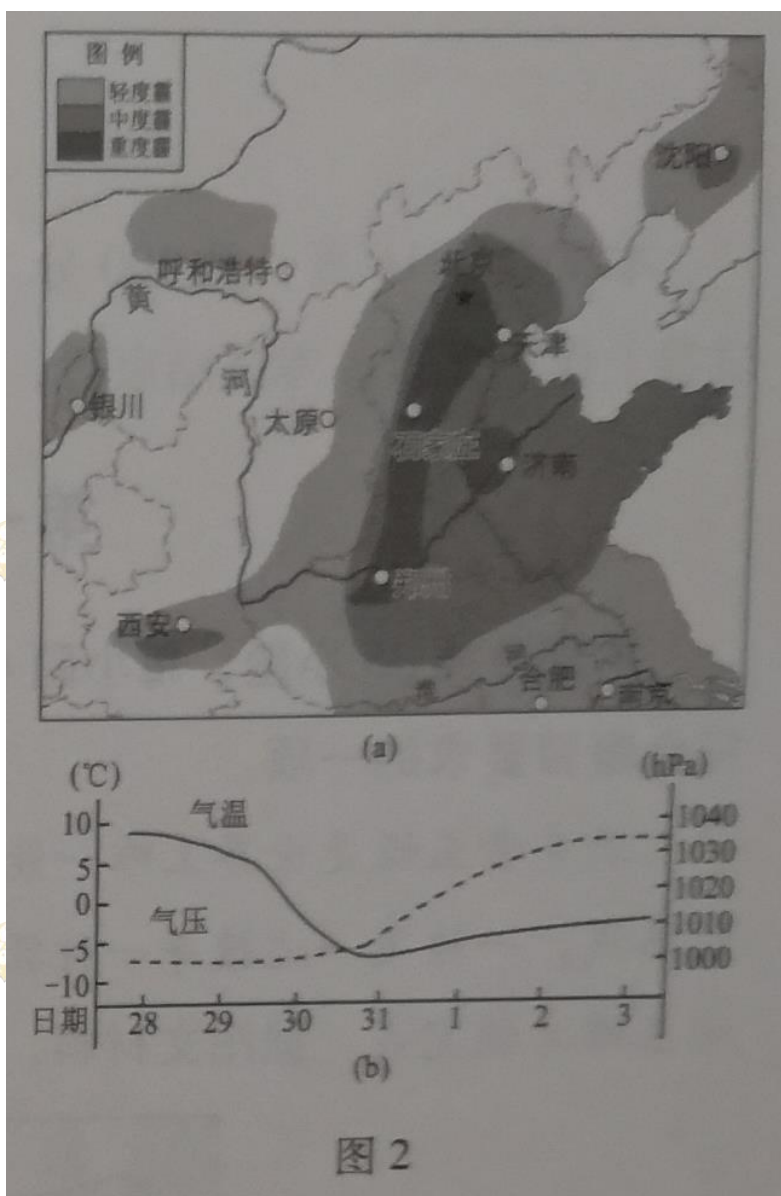 图例
轻度霾
中度霾
重度霾
沈阳
呼和浩特
北京
黄
天津
河
银川
太原
石家庄
济南
郑州
西安
淮
河
合肥
南京
(a)
(℃)
(hPa)
10
5
0
-5
-10
气温
气压
1040
1030
1020
1010
1000
日期 28 29 30 31 1 2 3
(b)
图 2